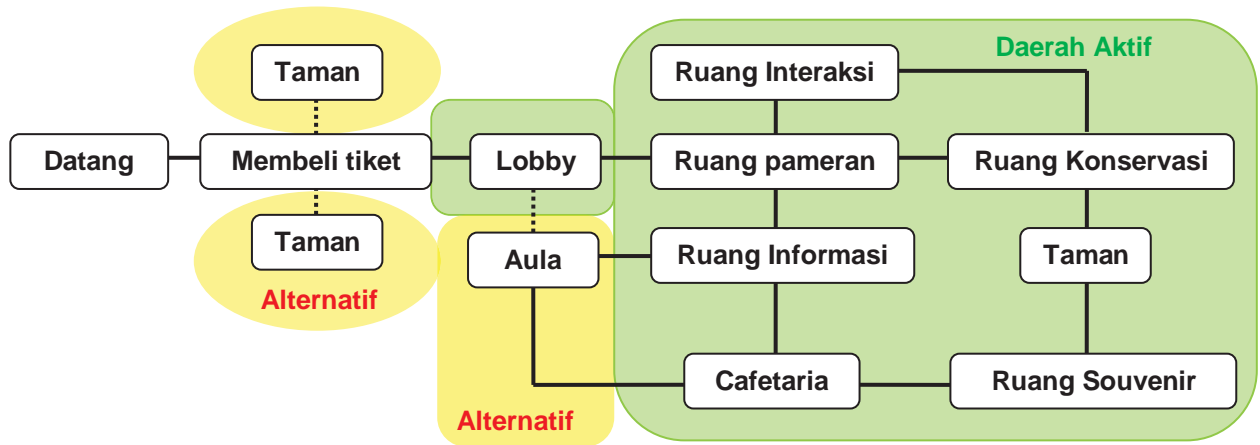 Daerah Aktif
Taman
Ruang Interaksi
Datang
Membeli tiket
Lobby
Ruang pameran
Ruang Konservasi
Taman
Aula
Ruang Informasi
Taman
Alternatif
Cafetaria
Ruang Souvenir
Alternatif